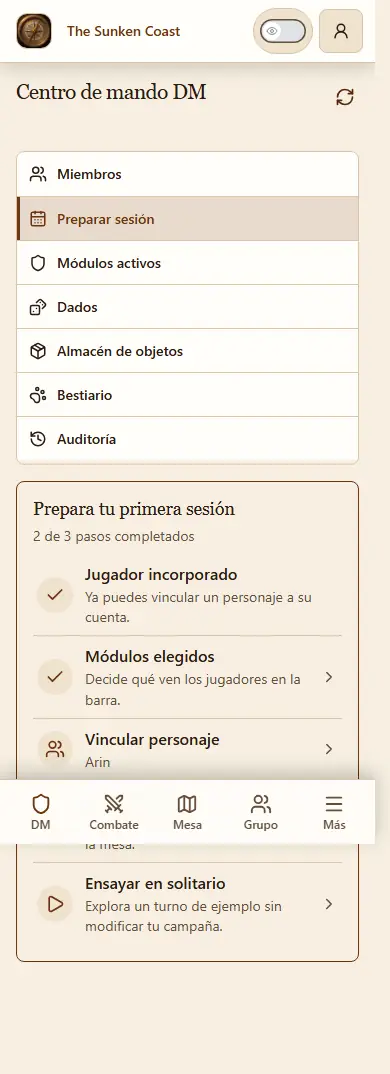 The Sunken Coast
Centro de mando DM
Miembros
Preparar sesión
Módulos activos
Dados
Almacén de objetos
Bestiario
Auditoría
Prepara tu primera sesión
2 de 3 pasos completados
Jugador incorporado
Ya puedes vincular un personaje a su
cuenta.
Módulos elegidos
Decide qué ven los jugadores en la
barra.
Vincular personaje
Arin
DM
Combate
Mesa
Grupo
Más
la mesa.
Ensayar en solitario
Explora un turno de ejemplo sin
modificar tu campaña.